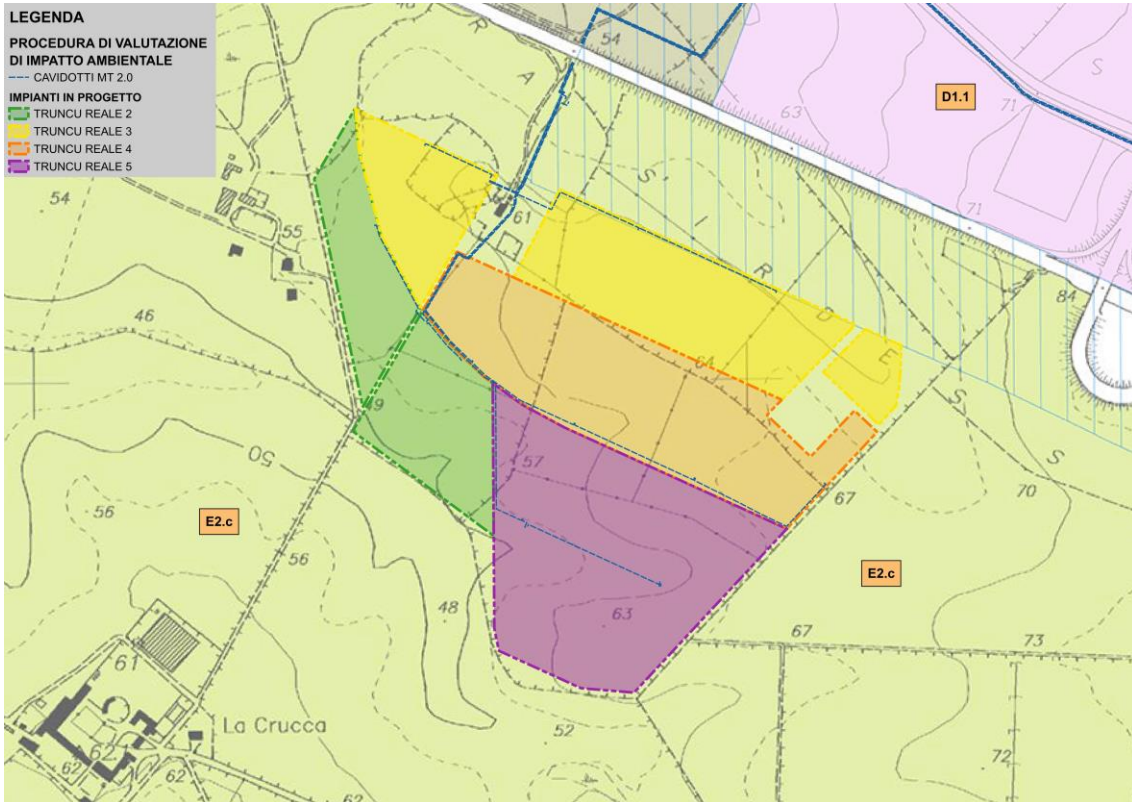 LEGENDA
PROCEDURA DI VALUTAZIONE
DI IMPATTO AMBIENTALE
CAVIDOTTI MT 2.0
IMPIANTI IN PROGETTO
TRUNCU REALE 2
TRUNCU REALE 3
TRUNCU REALE 4
TRUNCU REALE 5
54
R
A
63
D1.1
71
S
54
S'
I
R
D
E
S
S
61
71
55
84
46
64
49
50
57
67
70
56
E2.c
56
E2.c
48
63
67
73
61
La Crucca
52
62
62
62
62
72